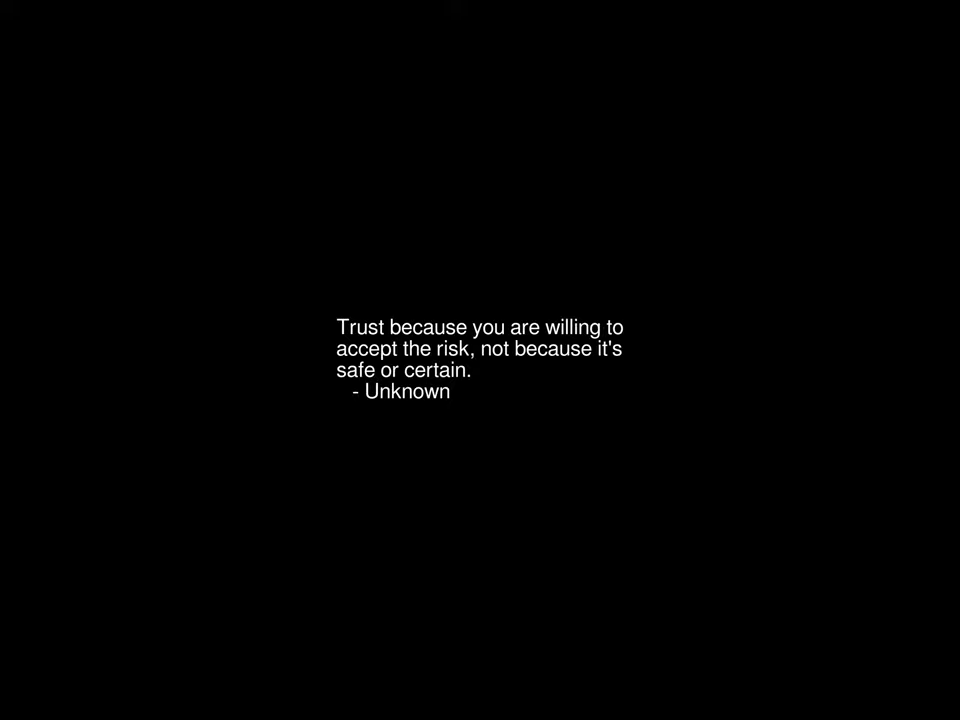 Trust because you are willing to
accept the risk, not because it's
safe or certain.
- Unknown